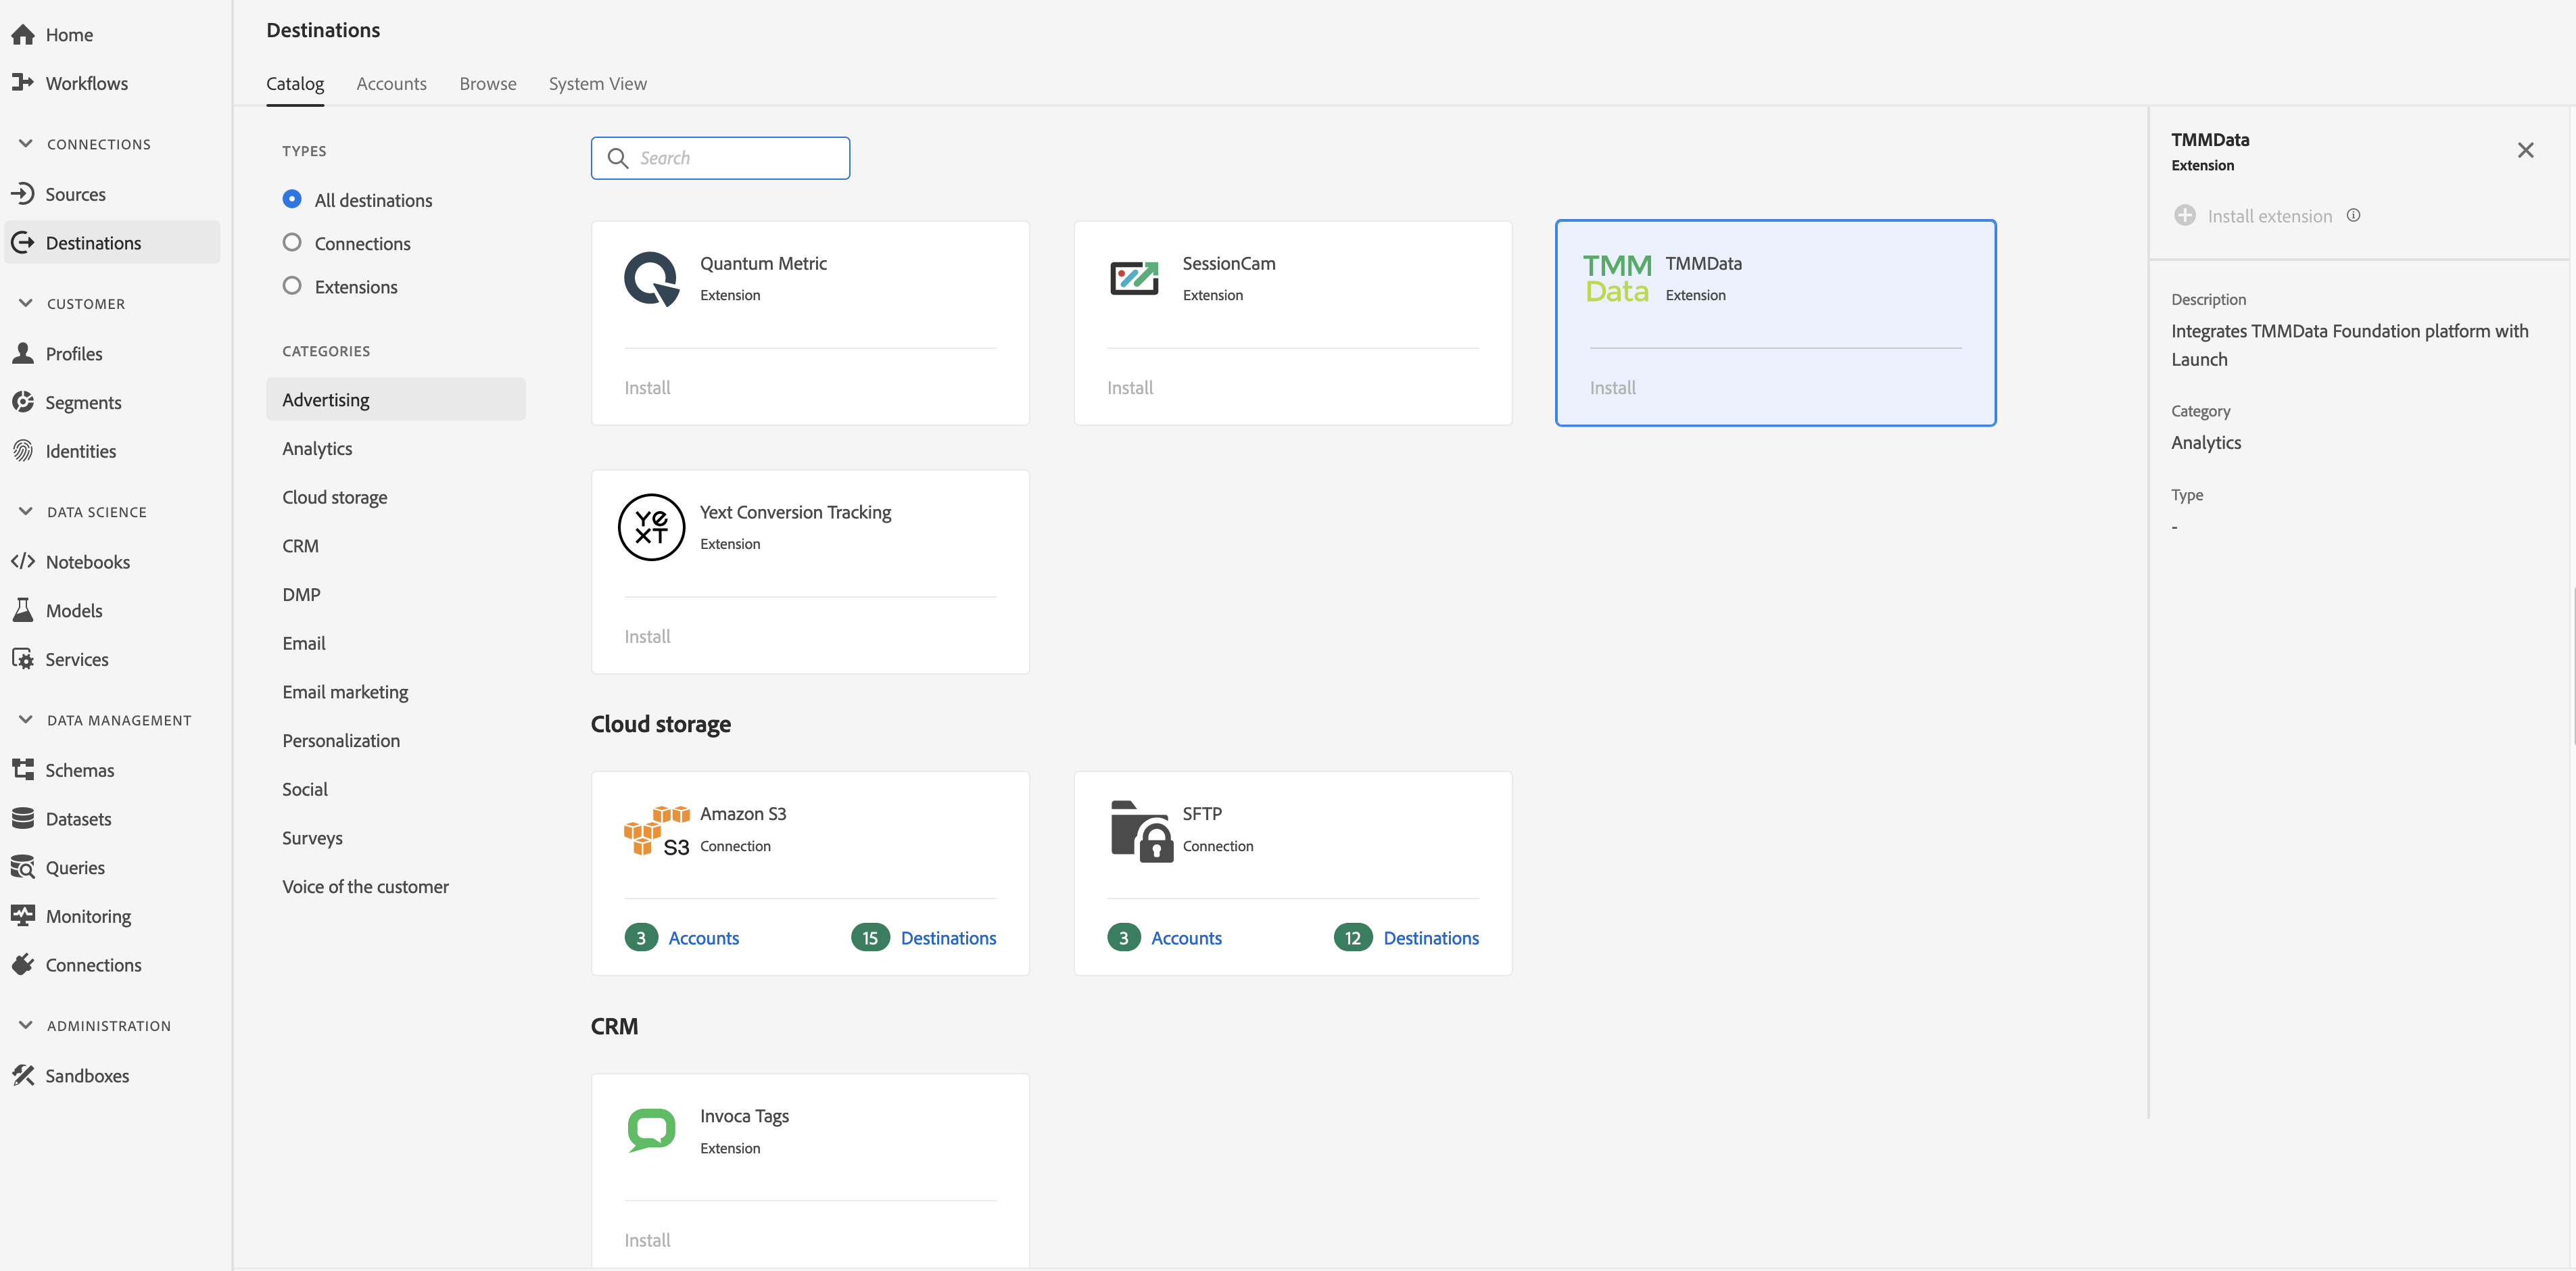 Home
Workflows
CONNECTIONS
Sources
Destinations
CUSTOMER
Profiles
Segments
Identities
DATA SCIENCE
Notebooks
Models
Services
DATA MANAGEMENT
Schemas
Datasets
Queries
Monitoring
Connections
ADMINISTRATION
Sandboxes
Destinations
Catalog Accounts Browse System View
TYPES
All destinations
Connections
Extensions
CATEGORIES
Advertising
Analytics
Cloud storage
CRM
DMP
Email
Email marketing
Personalization
Social
Surveys
Voice of the customer
Search
Quantum Metric
Extension
Install
SessionCam
Extension
Install
TMM
Data
TMMData
Extension
Install
YEXT
Yext Conversion Tracking
Extension
Install
Cloud storage
S3
Amazon S3
Connection
3 Accounts 15 Destinations
SFTP
Connection
3 Accounts 12 Destinations
CRM
Invoca Tags
Extension
Install
TMMData
Extension
Install extension
Description
Integrates TMMData Foundation platform with
Launch
Category
Analytics
Type
-